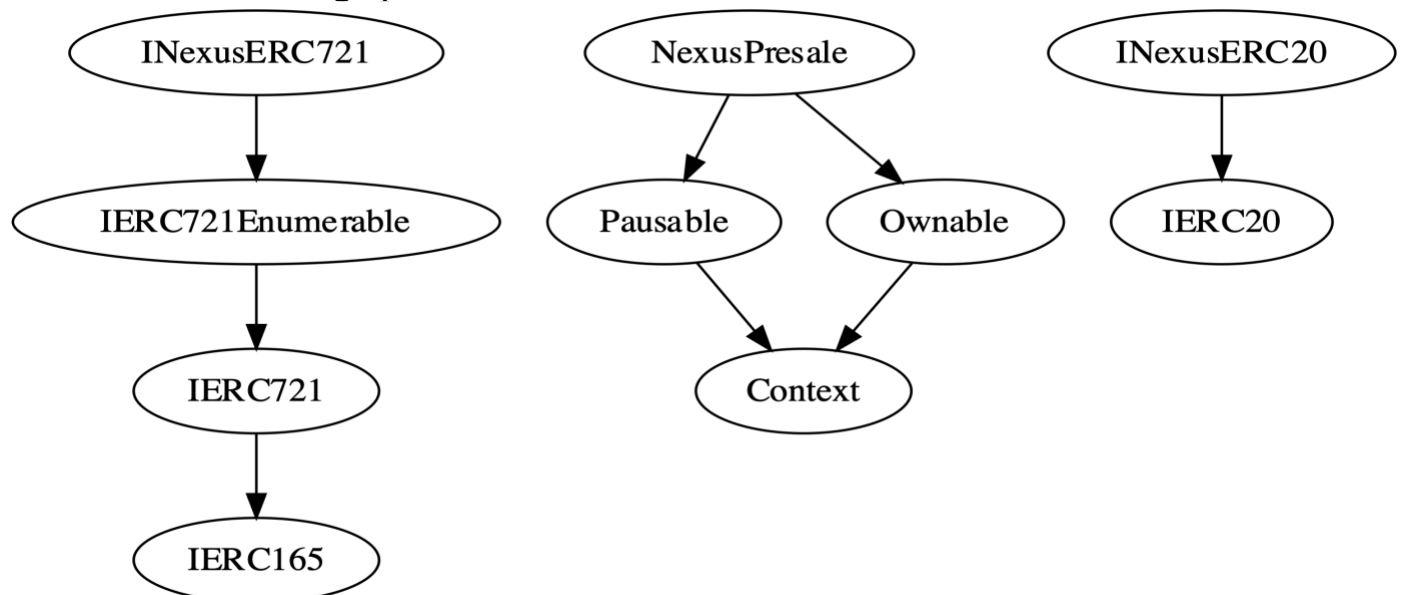 INexusERC721 NexusPresale INexusERC20
IERC721Enumerable Pausable Ownable IERC20
IERC721 Context
IERC165